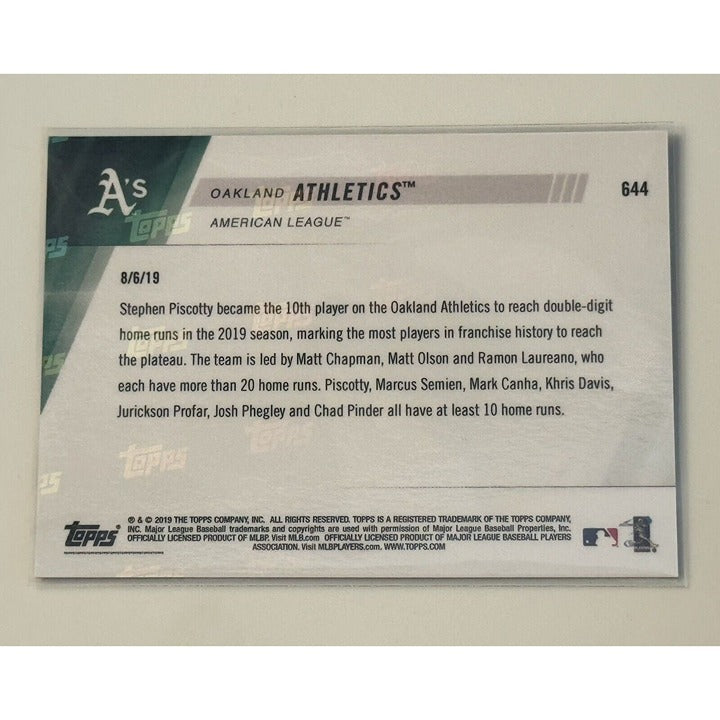 A's
OAKLAND ATHLETICS™
644
AMERICAN LEAGUE™
8/6/19
Stephen Piscotty became the 10th player on the Oakland Athletics to reach double-digit
home runs in the 2019 season, marking the most players in franchise history to reach
the plateau. The team is led by Matt Chapman, Matt Olson and Ramon Laureano, who
each have more than 20 home runs. Piscotty, Marcus Semien, Mark Canha, Khris Davis,
Jurickson Profar, Josh Phegley and Chad Pinder all have at least 10 home runs.
topps
® & © 2019 THE TOPPS COMPANY, INC. ALL RIGHTS RESERVED. TOPPS IS A REGISTERED TRADEMARK OF THE TOPPS COMPANY,
INC. Major League Baseball trademarks and copyrights are used with permission of Major League Baseball Properties, Inc.
OFFICIALLY LICENSED PRODUCT OF MLBP. Visit MLB.com OFFICIALLY LICENSED PRODUCT OF MAJOR LEAGUE BASEBALL PLAYERS
ASSOCIATION. Visit MLBPLAYERS.com. WWW.TOPPS.COM